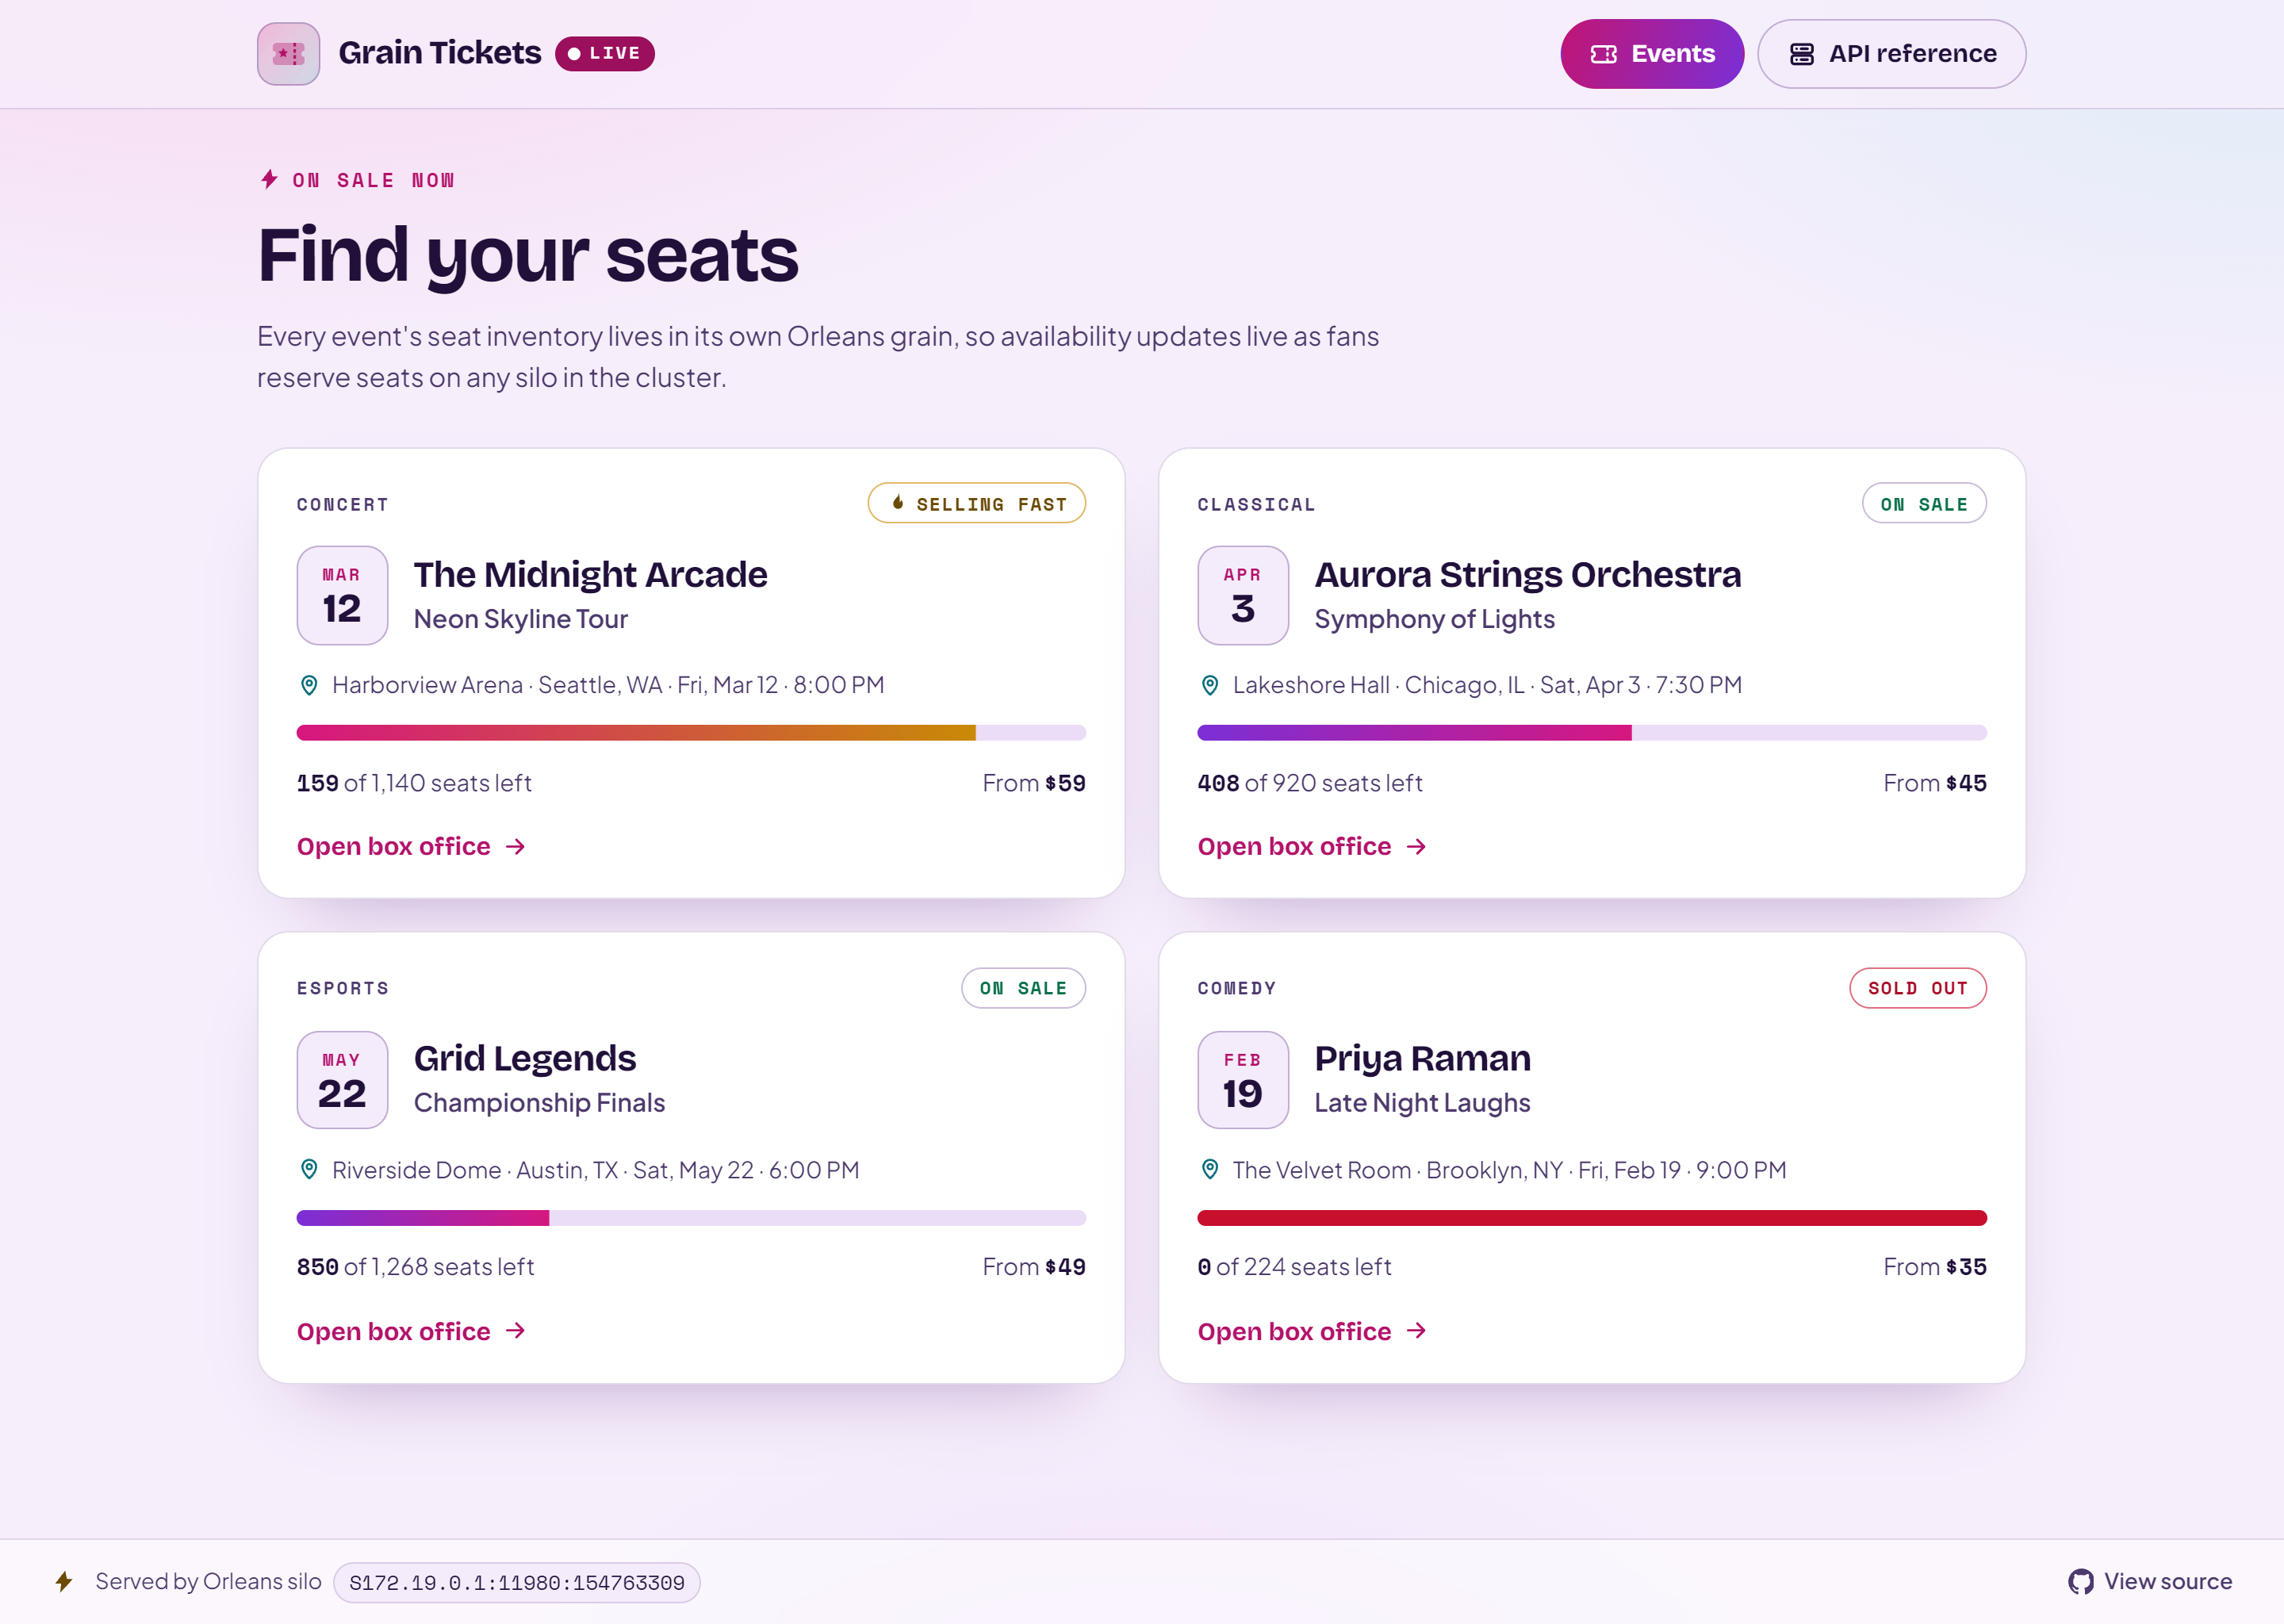 Grain Tickets
LIVE
Events
API reference
ON SALE NOW
Find your seats
Every event's seat inventory lives in its own Orleans grain, so availability updates live as fans
reserve seats on any silo in the cluster.
CONCERT
SELLING FAST
MAR
12
The Midnight Arcade
Neon Skyline Tour
Harborview Arena · Seattle, WA · Fri, Mar 12 · 8:00 PM
159 of 1,140 seats left
From $59
Open box office
CLASSICAL
ON SALE
APR
3
Aurora Strings Orchestra
Symphony of Lights
Lakeshore Hall · Chicago, IL · Sat, Apr 3 · 7:30 PM
408 of 920 seats left
From $45
Open box office
ESPORTS
ON SALE
MAY
22
Grid Legends
Championship Finals
Riverside Dome · Austin, TX · Sat, May 22 · 6:00 PM
850 of 1,268 seats left
From $49
Open box office
COMEDY
SOLD OUT
FEB
19
Priya Raman
Late Night Laughs
The Velvet Room · Brooklyn, NY · Fri, Feb 19 · 9:00 PM
0 of 224 seats left
From $35
Open box office
Served by Orleans silo S172.19.0.1:11980:154763309
View source